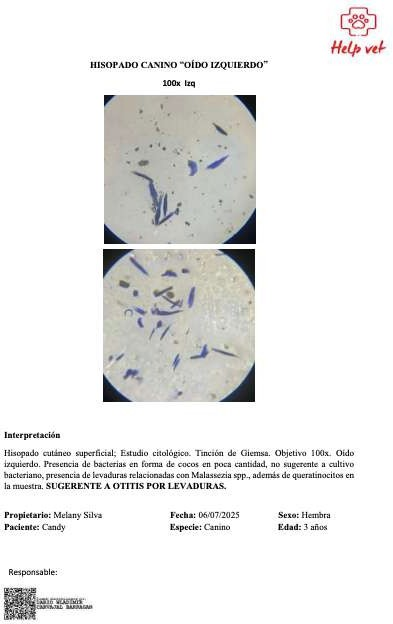 Help vet
HISOPADO CANINO "OÍDO IZQUIERDO"
100x Izq
Interpretación
Hisopado cutáneo superficial; Estudio citológico. Tinción de Giemsa. Objetivo 100x. Oído
izquierdo. Presencia de bacterias en forma de cocos en poca cantidad, no sugerente a cultivo
bacteriano, presencia de levaduras relacionadas con Malassezia spp., además de queratinocitos en
la muestra. SUGERENTE A OTITIS POR LEVADURAS.
Propietario: Melany Silva Fecha: 06/07/2025 Sexo: Hembra
Paciente: Candy Especie: Canino Edad: 3 años
Responsable:
DARIO WLADIMIR
CARVAJAL BARRAGAN